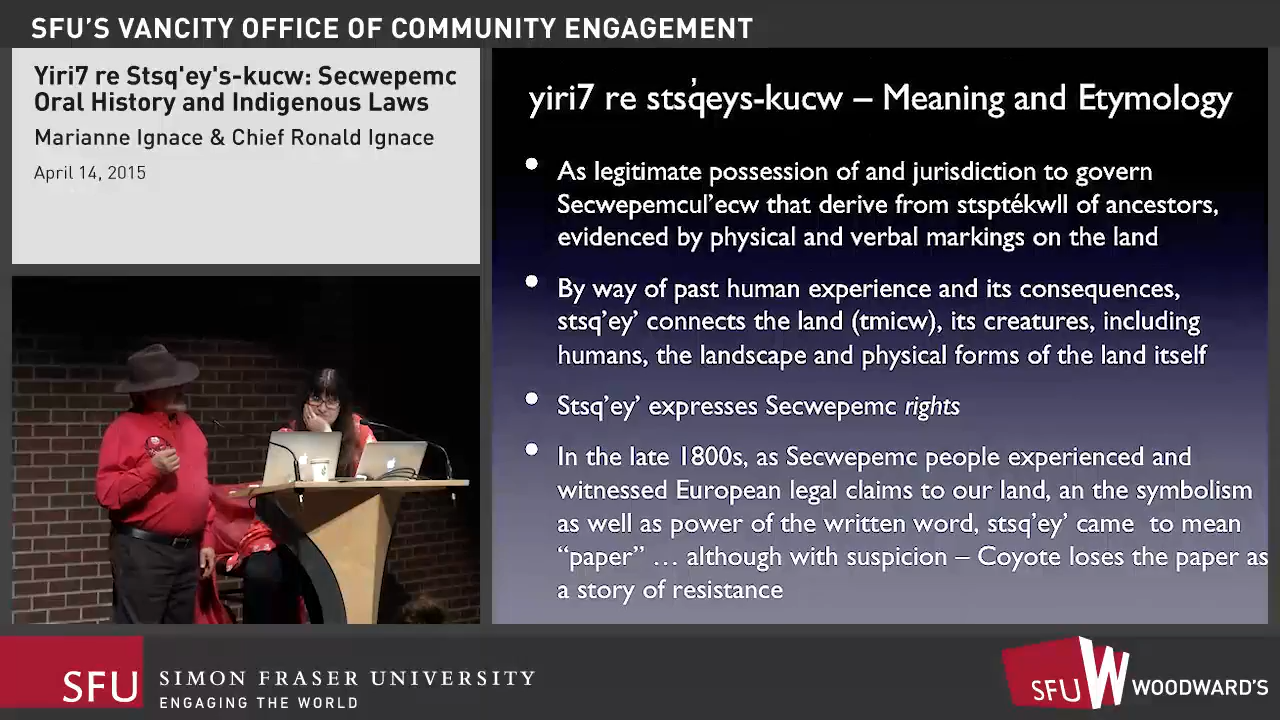 SFU'S VANCITY OFFICE OF COMMUNITY ENGAGEMENT
Yiri7 re Stsq'ey's-kucw: Secwepemc
Oral History and Indigenous Laws
Marianne Ignace & Chief Ronald Ignace
April 14, 2015
yiri7 re stsq̓eys-kucw – Meaning and Etymology
• As legitimate possession of and jurisdiction to govern
Secwepemcul'ecw that derive from stsptékwll of ancestors,
evidenced by physical and verbal markings on the land
• By way of past human experience and its consequences,
stsq'ey' connects the land (tmicw), its creatures, including
humans, the landscape and physical forms of the land itself
• Stsq'ey' expresses Secwepemc rights
• In the late 1800s, as Secwepemc people experienced and
witnessed European legal claims to our land, an the symbolism
as well as power of the written word, stsq'ey' came to mean
“paper” … although with suspicion – Coyote loses the paper as
a story of resistance
SFU
SIMON FRASER UNIVERSITY
ENGAGING THE WORLD
SFU W WOODWARD'S